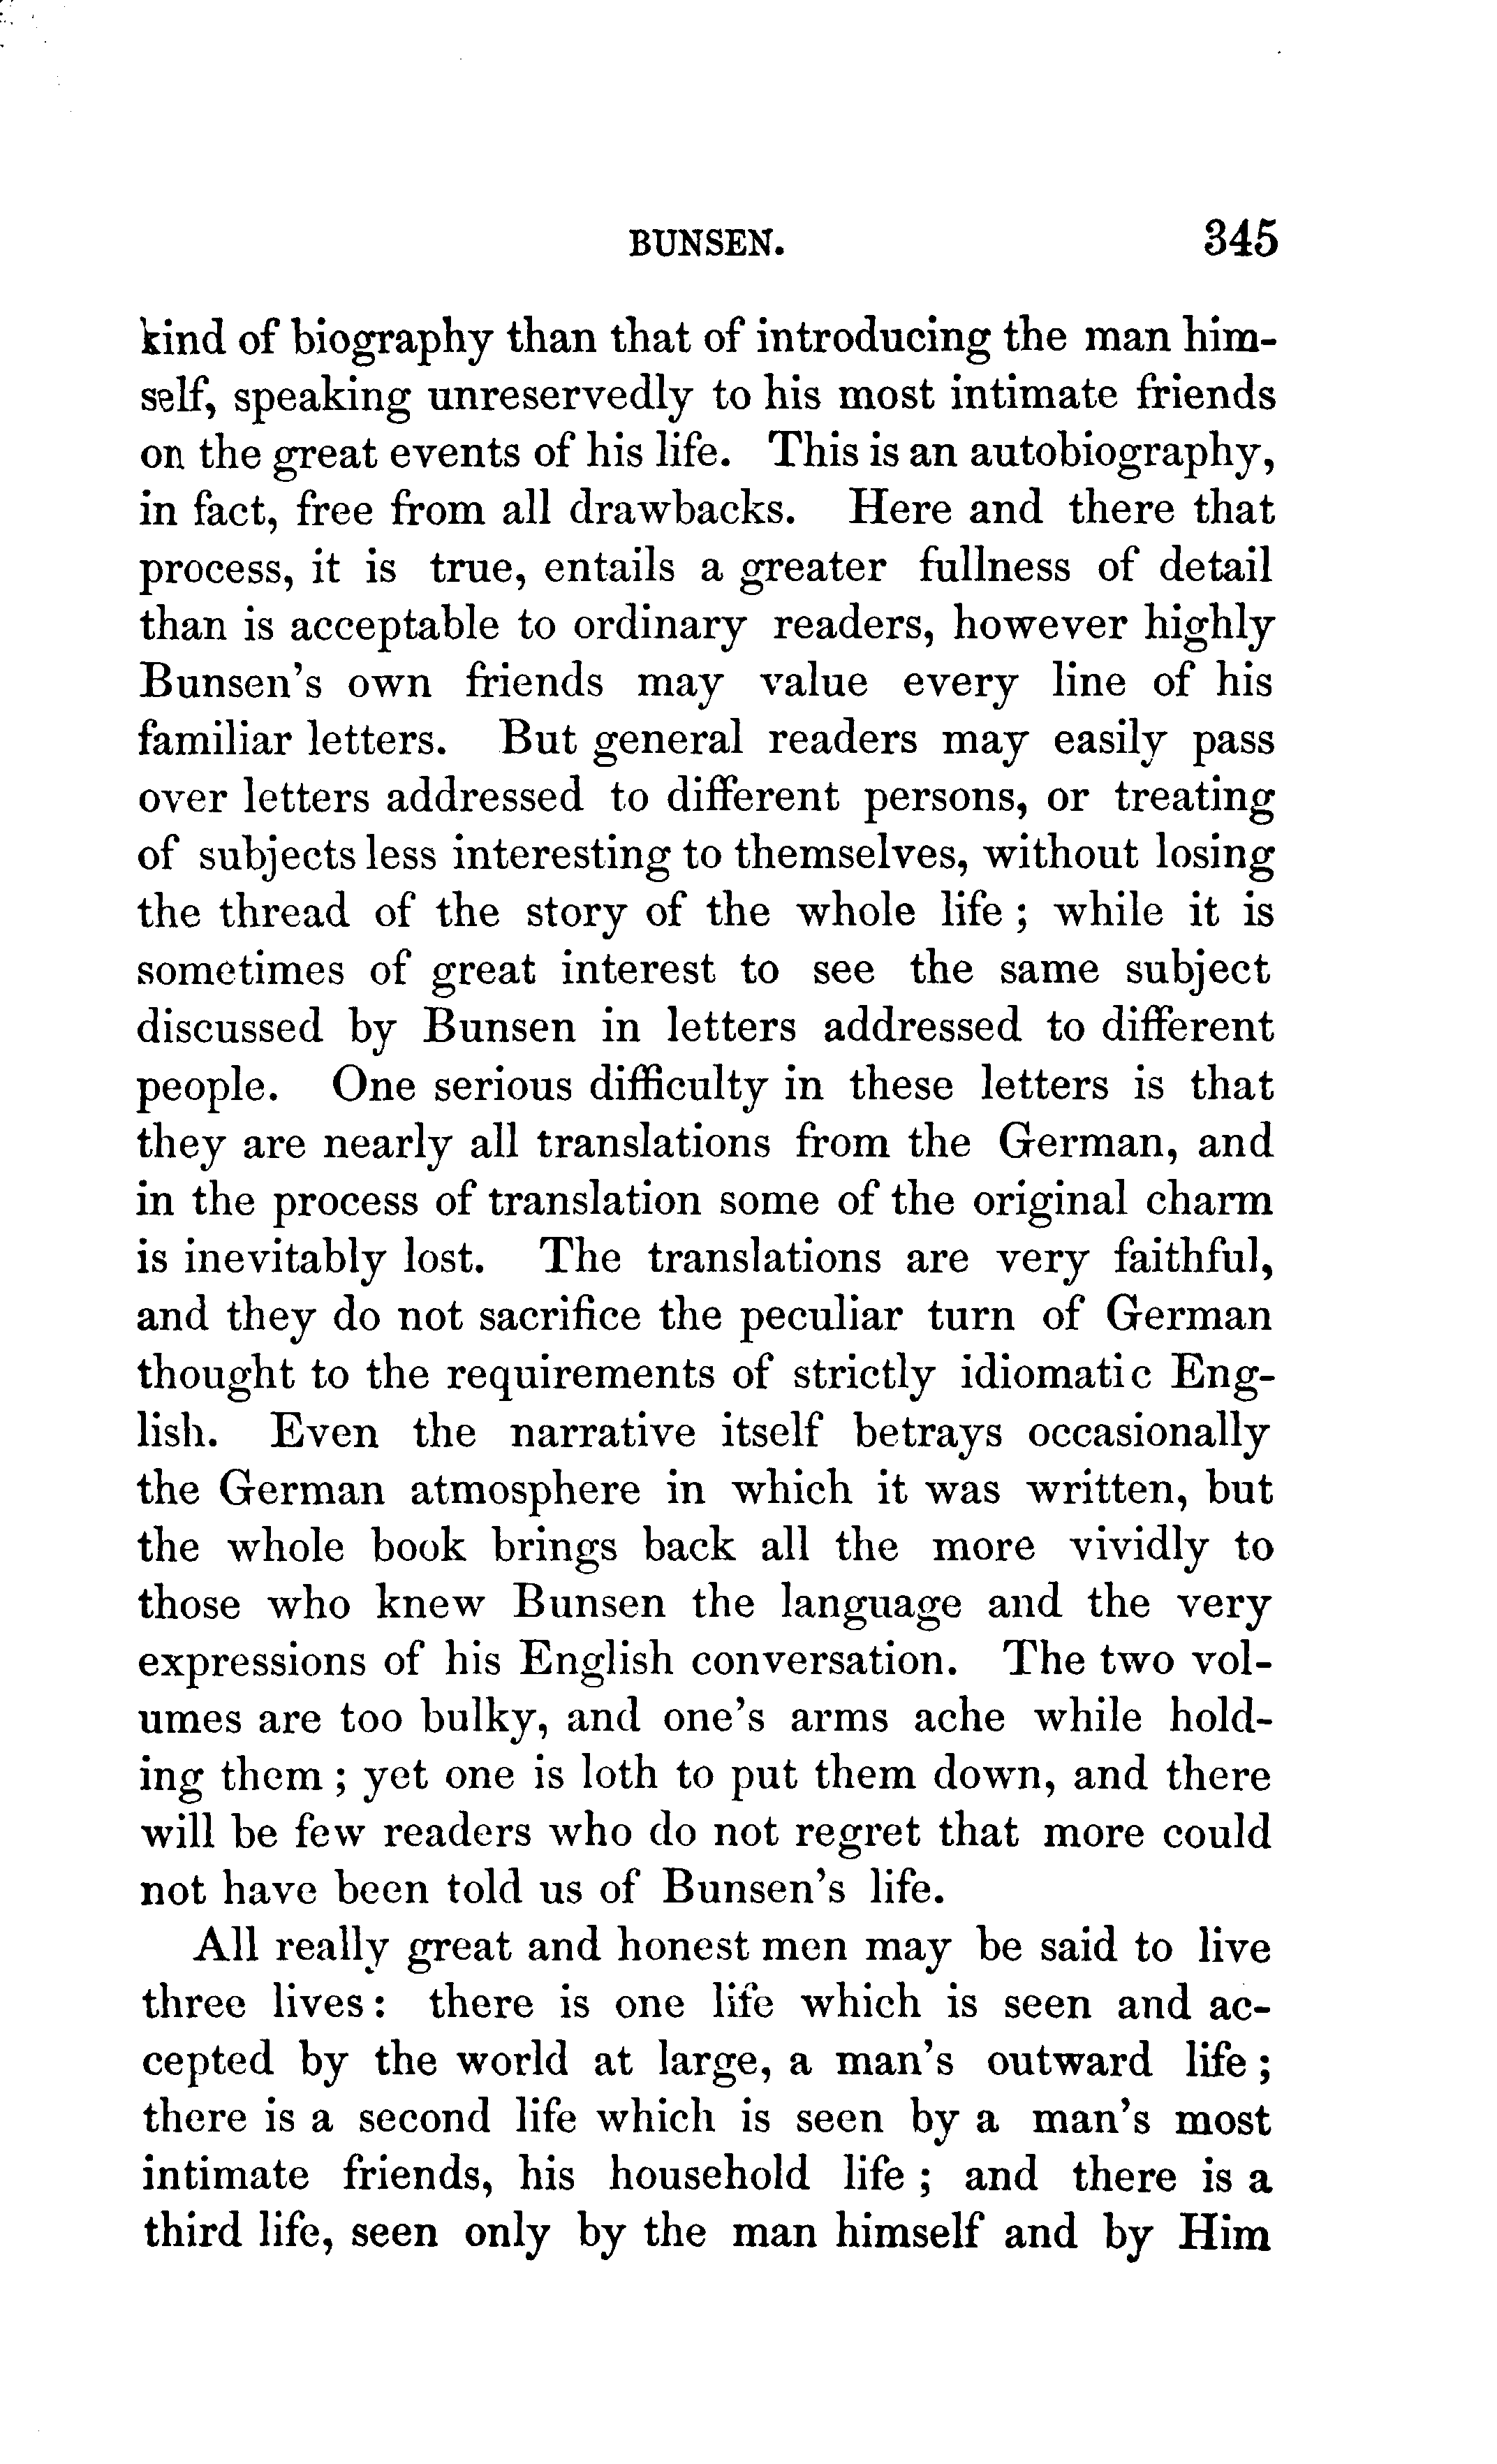 BUNSEN. 345
kind of biography than that of introducing the man him-
self, speaking unreservedly to his most intimate friends
on the great events of his life. This is an autobiography,
in fact, free from all drawbacks. Here and there that
process, it is true, entails a greater fullness of detail
than is acceptable to ordinary readers, however highly
Bunsen's own friends may value every line of his
familiar letters. But general readers may easily pass
over letters addressed to different persons, or treating
of subjects less interesting to themselves, without losing
the thread of the story of the whole life ; while it is
sometimes of great interest to see the same subject
discussed by Bunsen in letters addressed to different
people. One serious difficulty in these letters is that
they are nearly all translations from the German, and
in the process of translation some of the original charm
is inevitably lost. The translations are very faithful,
and they do not sacrifice the peculiar turn of German
thought to the requirements of strictly idiomatic Eng-
lish. Even the narrative itself betrays occasionally
the German atmosphere in which it was written, but
the whole book brings back all the more vividly to
those who knew Bunsen the language and the very
expressions of his English conversation. The two vol-
umes are too bulky, and one's arms ache while hold-
ing them ; yet one is loth to put them down, and there
will be few readers who do not regret that more could
not have been told us of Bunsen's life.
All really great and honest men may be said to live
three lives : there is one life which is seen and ac-
cepted by the world at large, a man's outward life ;
there is a second life which is seen by a man's most
intimate friends, his household life ; and there is a
third life, seen only by the man himself and by Him